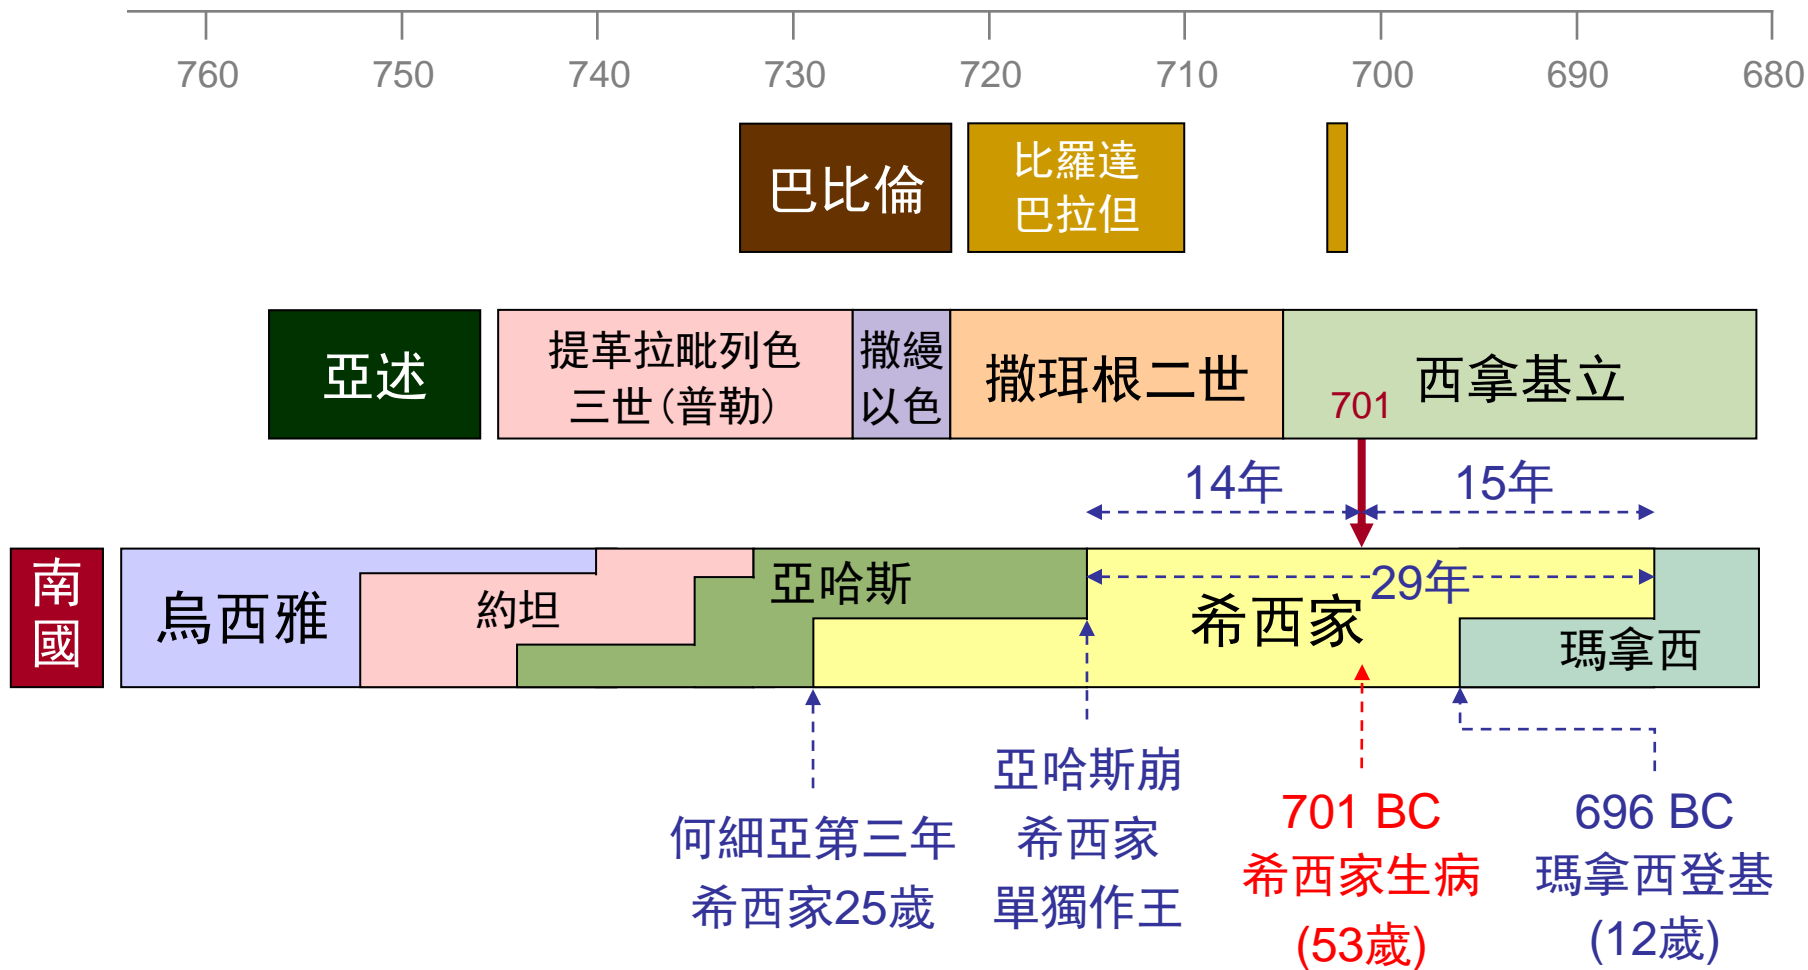 760 750 740 730 720 710 700 690 680
巴比倫
比羅達
巴拉但
亞述
提革拉毗列色
三世(普勒)
撒縵
以色
撒珥根二世
701
西拿基立
14年
15年
南
國
烏西雅
約坦
亞哈斯
29年
希西家
瑪拿西
何細亞第三年
希西家25歲
亞哈斯崩
希西家
單獨作王
701 BC
希西家生病
(53歲)
696 BC
瑪拿西登基
(12歲)